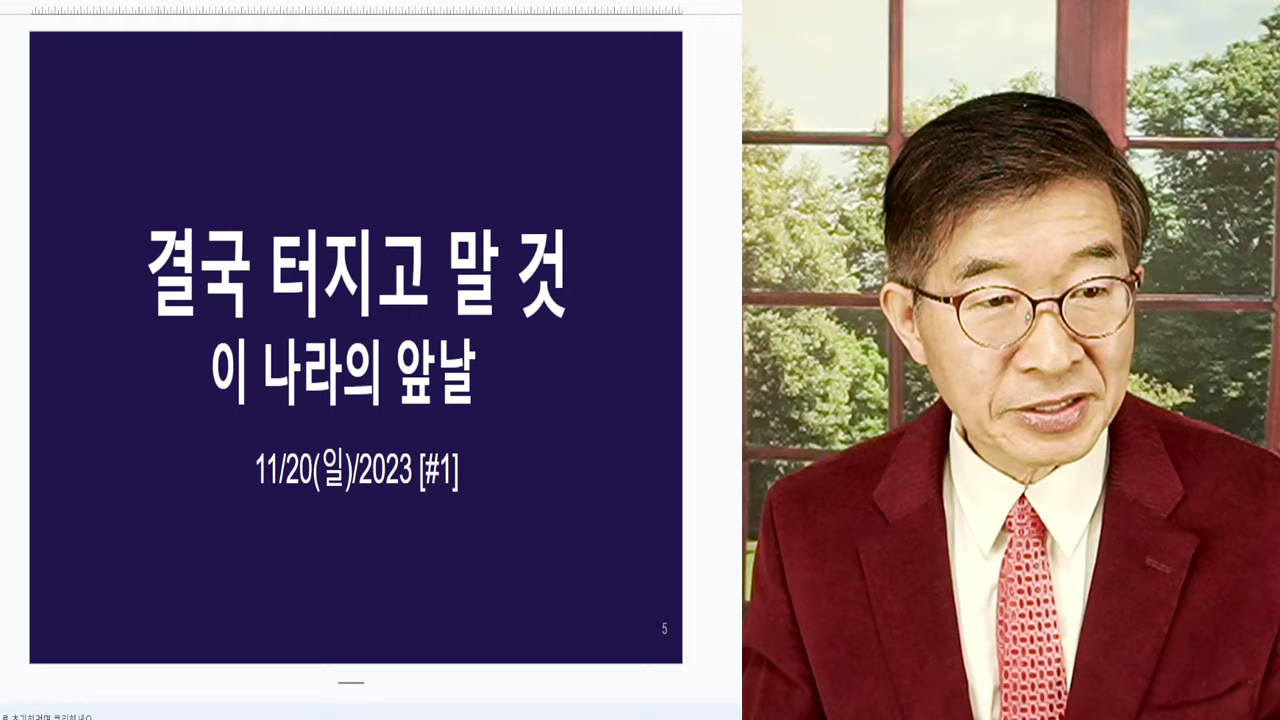 결국 터지고 말 것
이 나라의 앞날
11/20(일)/2023 [#1]
5